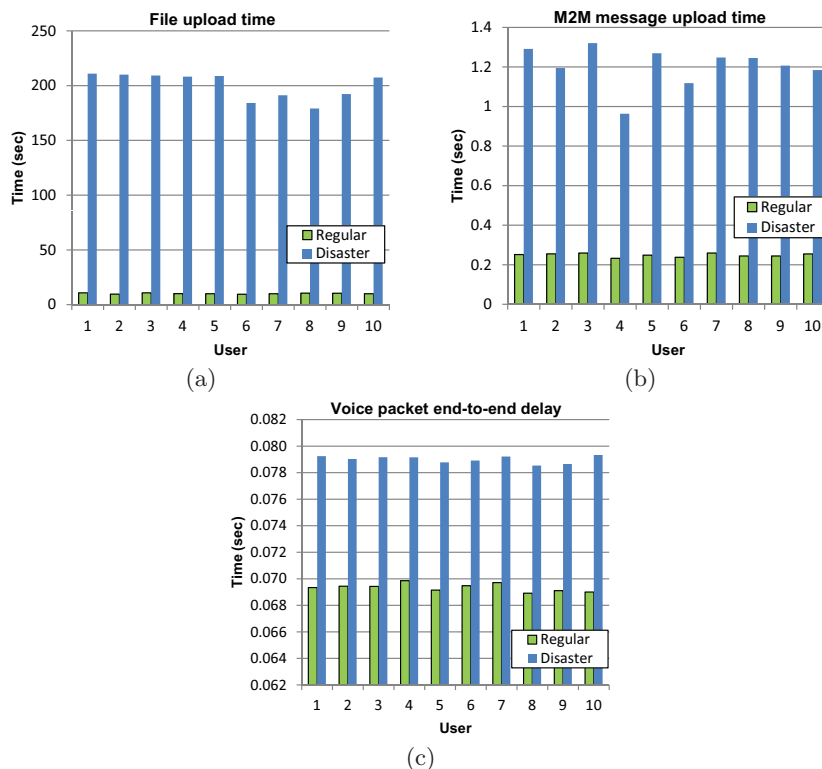 File upload time
250
200
150
100
50
0
Time (sec)
Regular
Disaster
1 2 3 4 5 6 7 8 9 10
User
(a)
M2M message upload time
1.4
1.2
1
0.8
0.6
0.4
0.2
0
Time (sec)
Regular
Disaster
1 2 3 4 5 6 7 8 9 10
User
(b)
Voice packet end-to-end delay
0.082
0.080
0.078
0.076
0.074
0.072
0.070
0.068
0.066
0.064
0.062
Time (sec)
Regular
Disaster
1 2 3 4 5 6 7 8 9 10
User
(c)